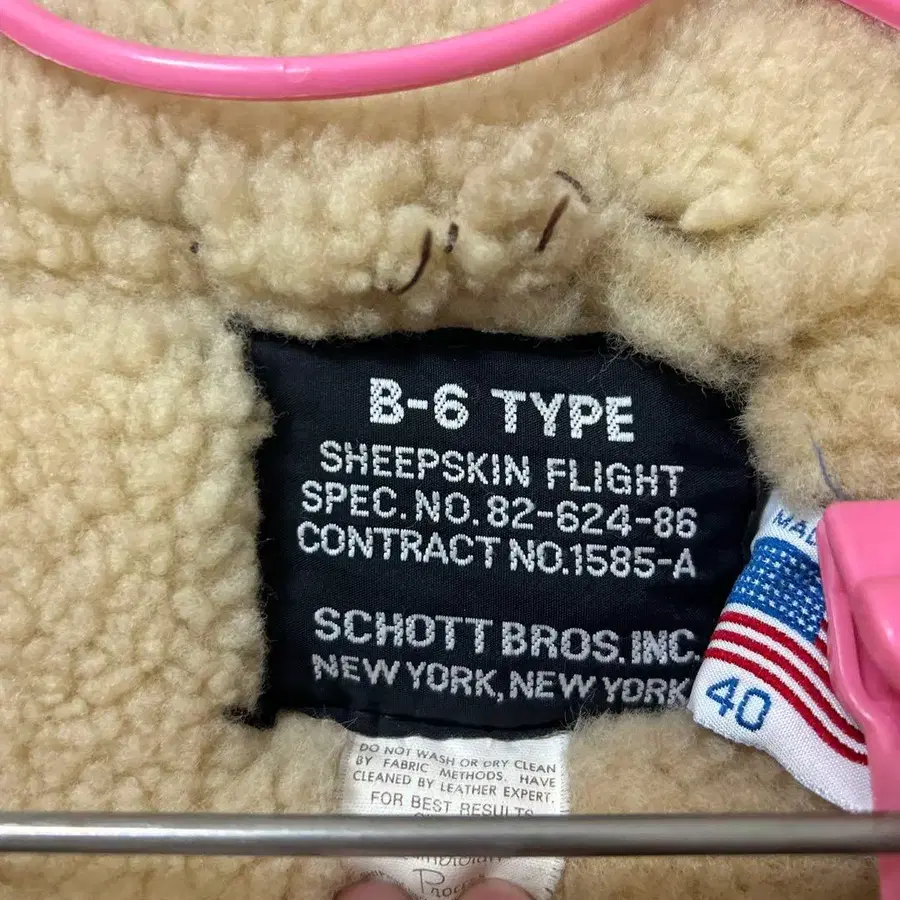 B-6 TYPE
SHEEPSKIN FLIGHT
SPEC. NO. 82-624-86
CONTRACT NO. 1585-A
SCHOTT BROS. INC.
NEW YORK, NEW YORK
40
DO NOT WASH OR DRY CLEAN
BY FABRIC METHODS. HAVE
CLEANED BY LEATHER EXPERT.
FOR BEST RESULTS